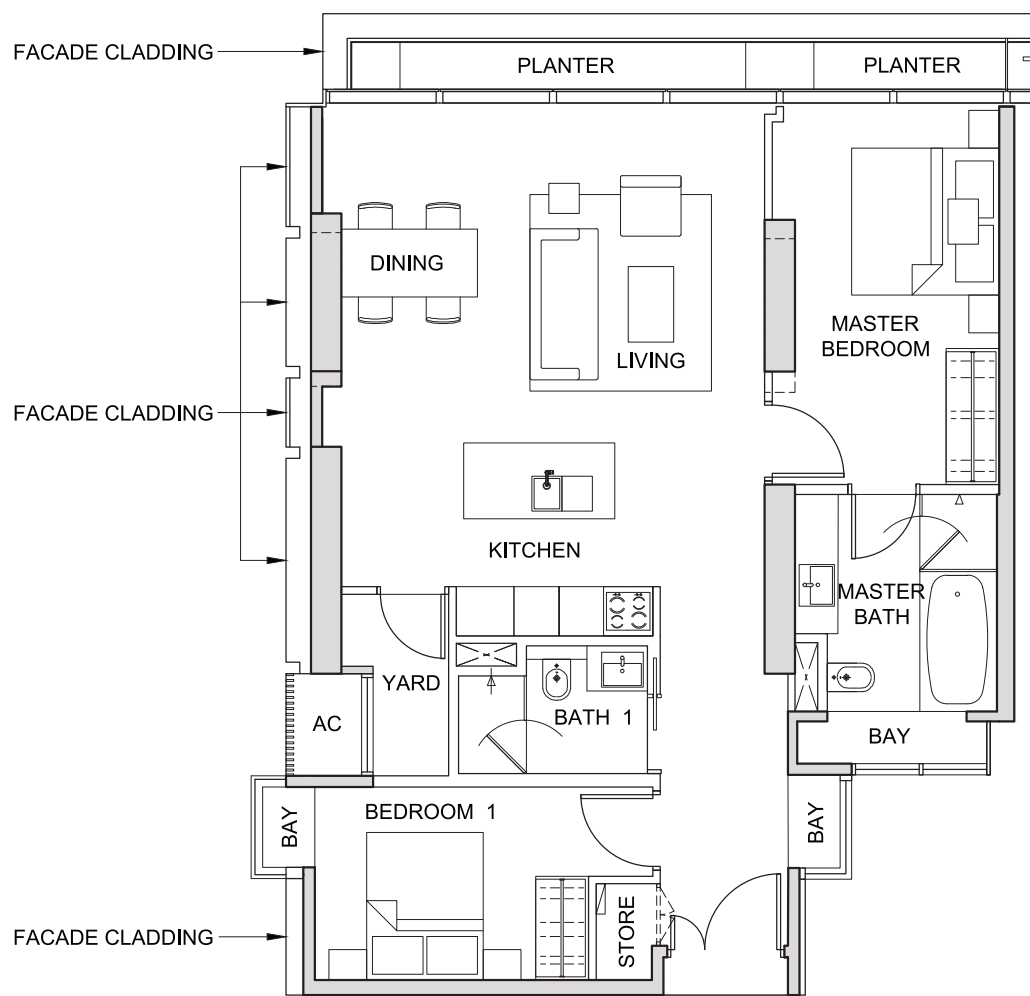 FACADE CLADDING
PLANTER
PLANTER
DINING
LIVING
MASTER
BEDROOM
FACADE CLADDING
KITCHEN
MASTER
BATH
YARD
AC
BATH 1
BAY
BEDROOM 1
BAY
BAY
STORE
FACADE CLADDING